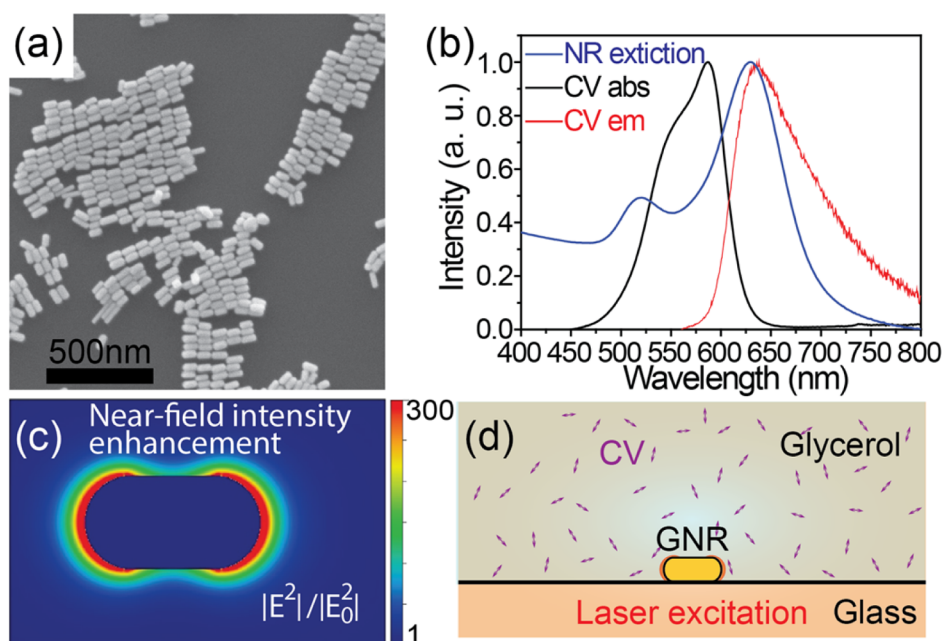 (a)
500nm
(b)
NR extiction
CV abs
CV em
Intensity (a. u.)
1.0
0.8
0.6
0.4
0.2
0.0
400 450 500 550 600 650 700 750 800
Wavelength (nm)
(c)
Near-field intensity
enhancement
|E²|/|E₀²|
300
1
(d)
CV
Glycerol
GNR
Laser excitation
Glass